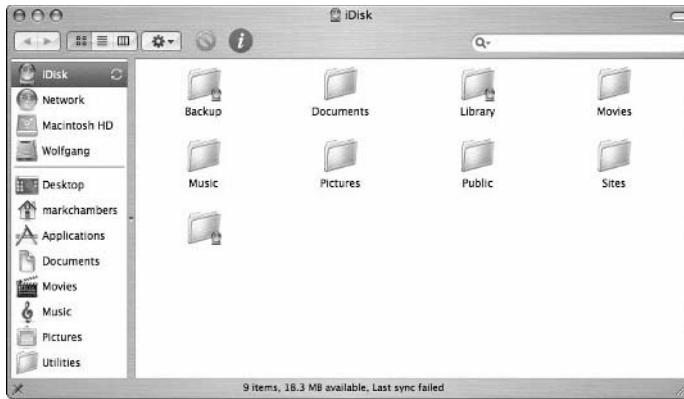 iDisk
iDisk
Network
Macintosh HD
Wolfgang
Desktop
markchambers
Applications
Documents
Movies
Music
Pictures
Utilities
Backup Documents Library Movies
Music Pictures Public Sites
9 items, 18.3 MB available, Last sync failed